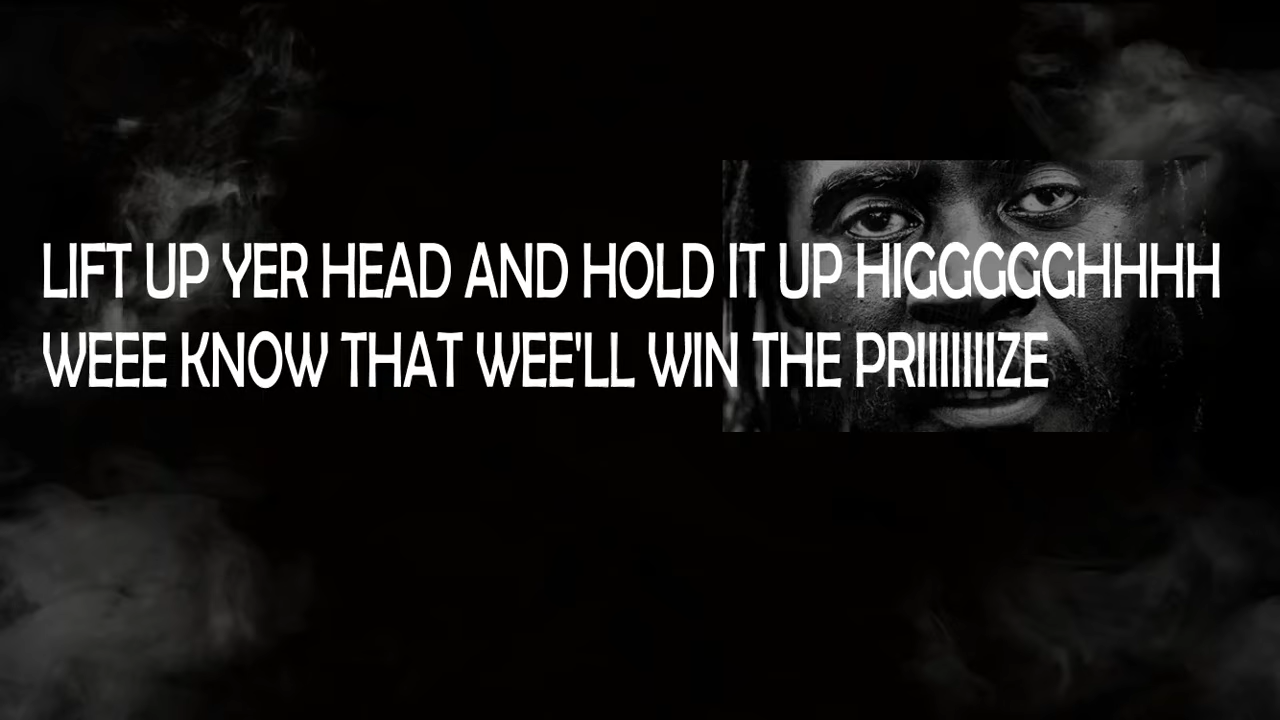 LIFT UP YER HEAD AND HOLD IT UP HIGGGGGHHHH
WEEE KNOW THAT WEE'LL WIN THE PRIIIIIIIZE